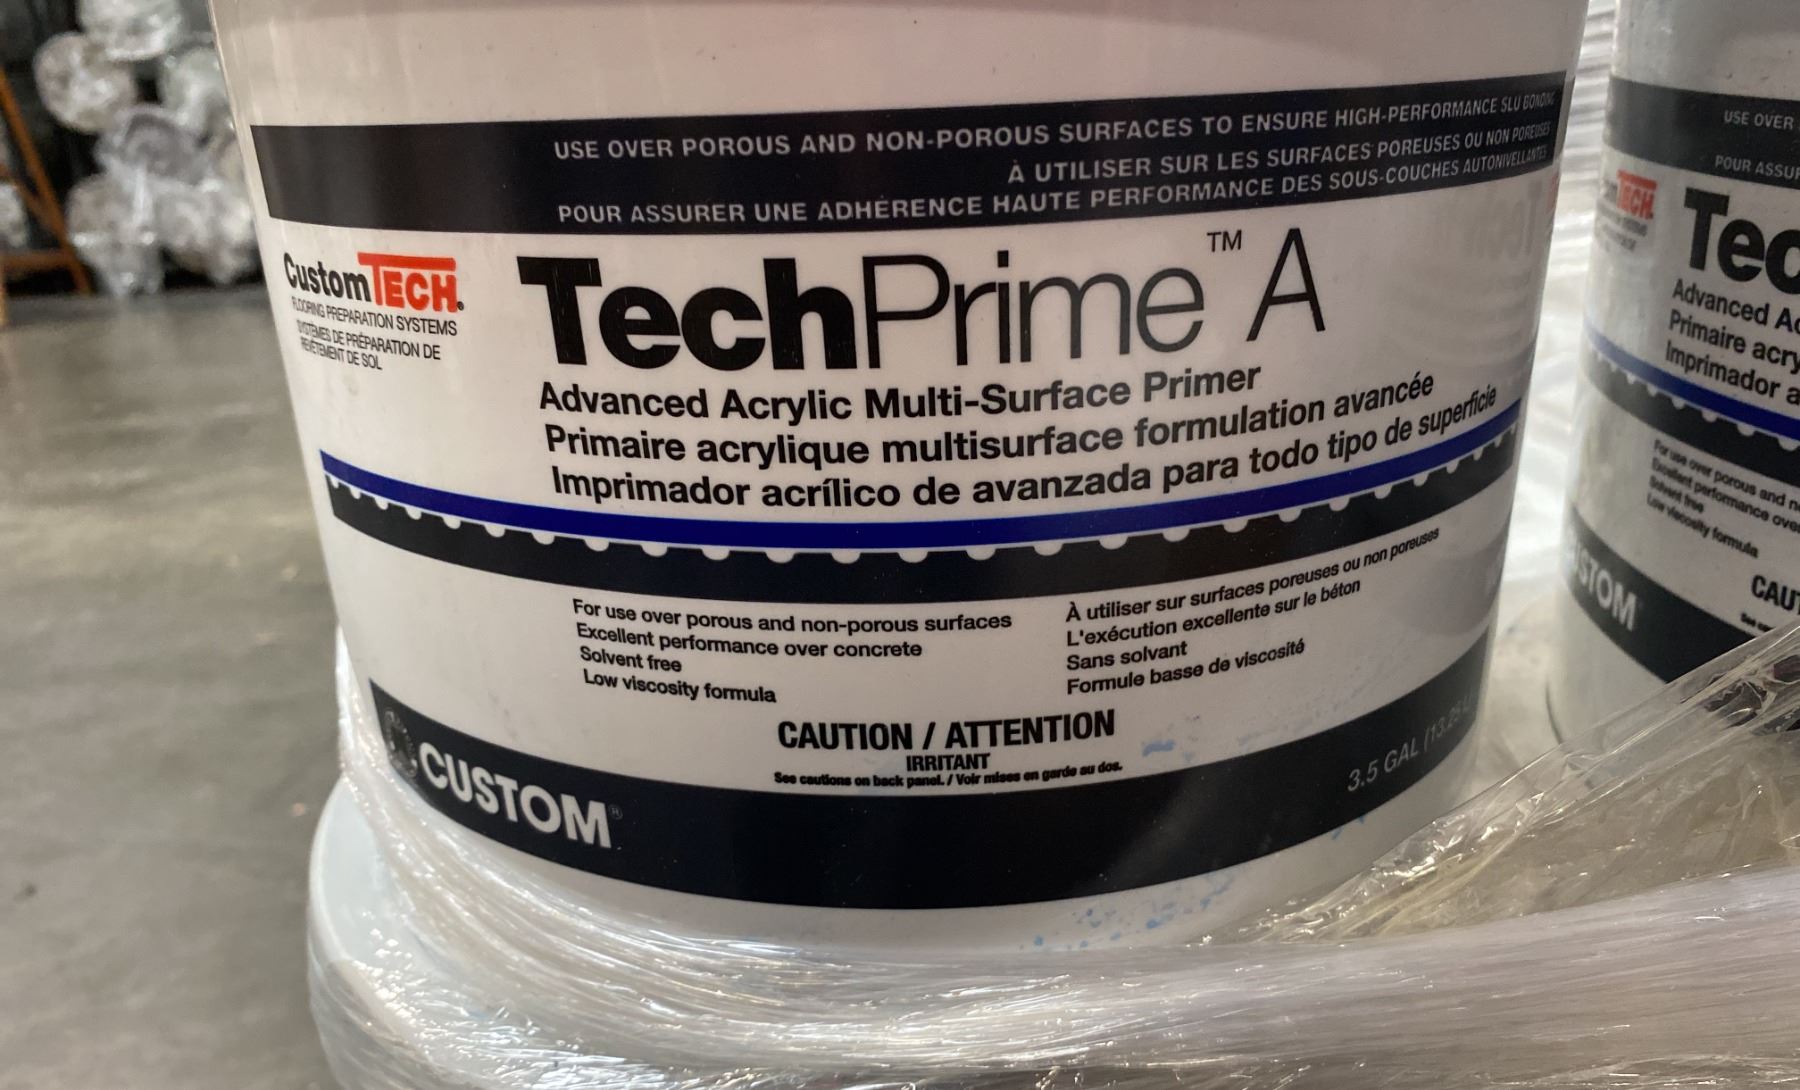 USE OVER POROUS AND NON-POROUS SURFACES TO ENSURE HIGH-PERFORMANCE SLU BONDING
À UTILISER SUR LES SURFACES POREUSES OU NON POREUSES
POUR ASSURER UNE ADHÉRENCE HAUTE PERFORMANCE DES SOUS-COUCHES AUTONIVELLANTES
CustomTECH®
FLOORING PREPARATION SYSTEMS
SYSTÈMES DE PRÉPARATION DE
REVÊTEMENT DE SOL
TechPrime™ A
Advanced Acrylic Multi-Surface Primer
Primaire acrylique multisurface formulation avancée
Imprimador acrílico de avanzada para todo tipo de superficie
For use over porous and non-porous surfaces
Excellent performance over concrete
Solvent free
Low viscosity formula
À utiliser sur surfaces poreuses ou non poreuses
L'exécution excellente sur le béton
Sans solvant
Formule basse de viscosité
CAUTION / ATTENTION
IRRITANT
See cautions on back panel. / Voir mises en garde au dos.
CUSTOM®
3.5 GAL (13.25 L)
USE OVER
POUR ASSUR
TECH
Tec
Advanced Ac
Primaire acry
Imprimador a
For use over porous and n
Excellent performance ove
Solvent free
Low viscosity formula
CAUT
STOM